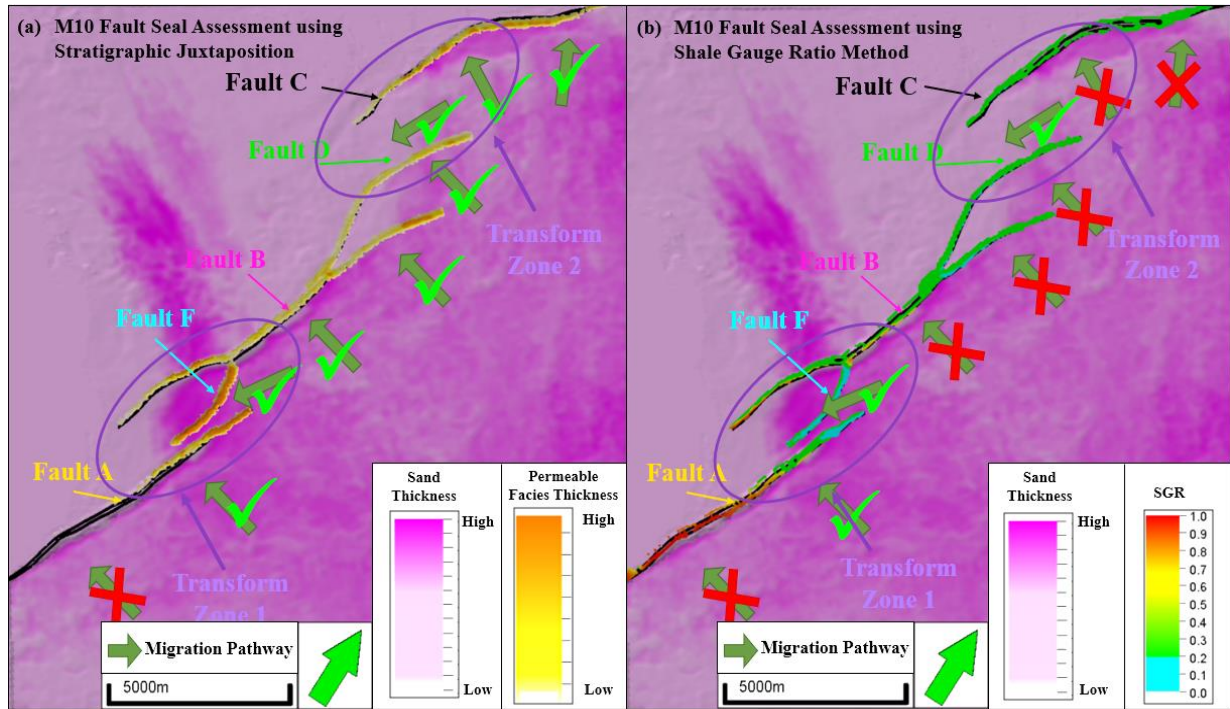 (a) M10 Fault Seal Assessment using
Stratigraphic Juxtaposition
Fault C
Fault D
Transform
Zone 2
Fault B
Fault F
Fault A
Transform
Zone 1
Migration Pathway
5000m
Sand
Thickness
High
Low
Permeable
Facies Thickness
High
Low
(b) M10 Fault Seal Assessment using
Shale Gauge Ratio Method
Fault C
Fault D
Transform
Zone 2
Fault B
Fault F
Fault A
Transform
Zone 1
Migration Pathway
5000m
Sand
Thickness
High
Low
SGR
1.0
0.9
0.8
0.7
0.6
0.5
0.4
0.3
0.2
0.1
0.0